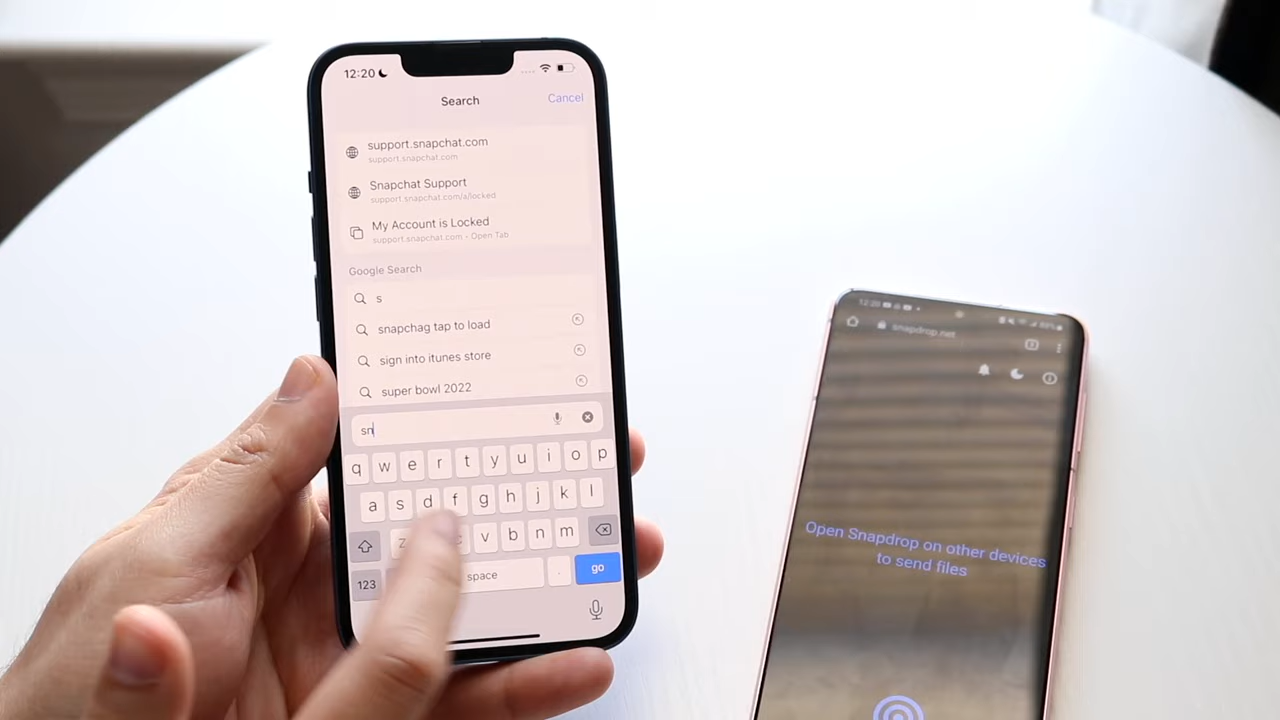 12:20
Search
Cancel
support.snapchat.com
support.snapchat.com
Snapchat Support
support.snapchat.com/a/locked
My Account is Locked
support.snapchat.com • Open Tab
Google Search
s
snapchag tap to load
sign into itunes store
super bowl 2022
sn
q w e r t y u i o p
a s d f g h j k l
z c v b n m
123
space
.
go
12:20
snapdrop.net
Open Snapdrop on other devices
to send files